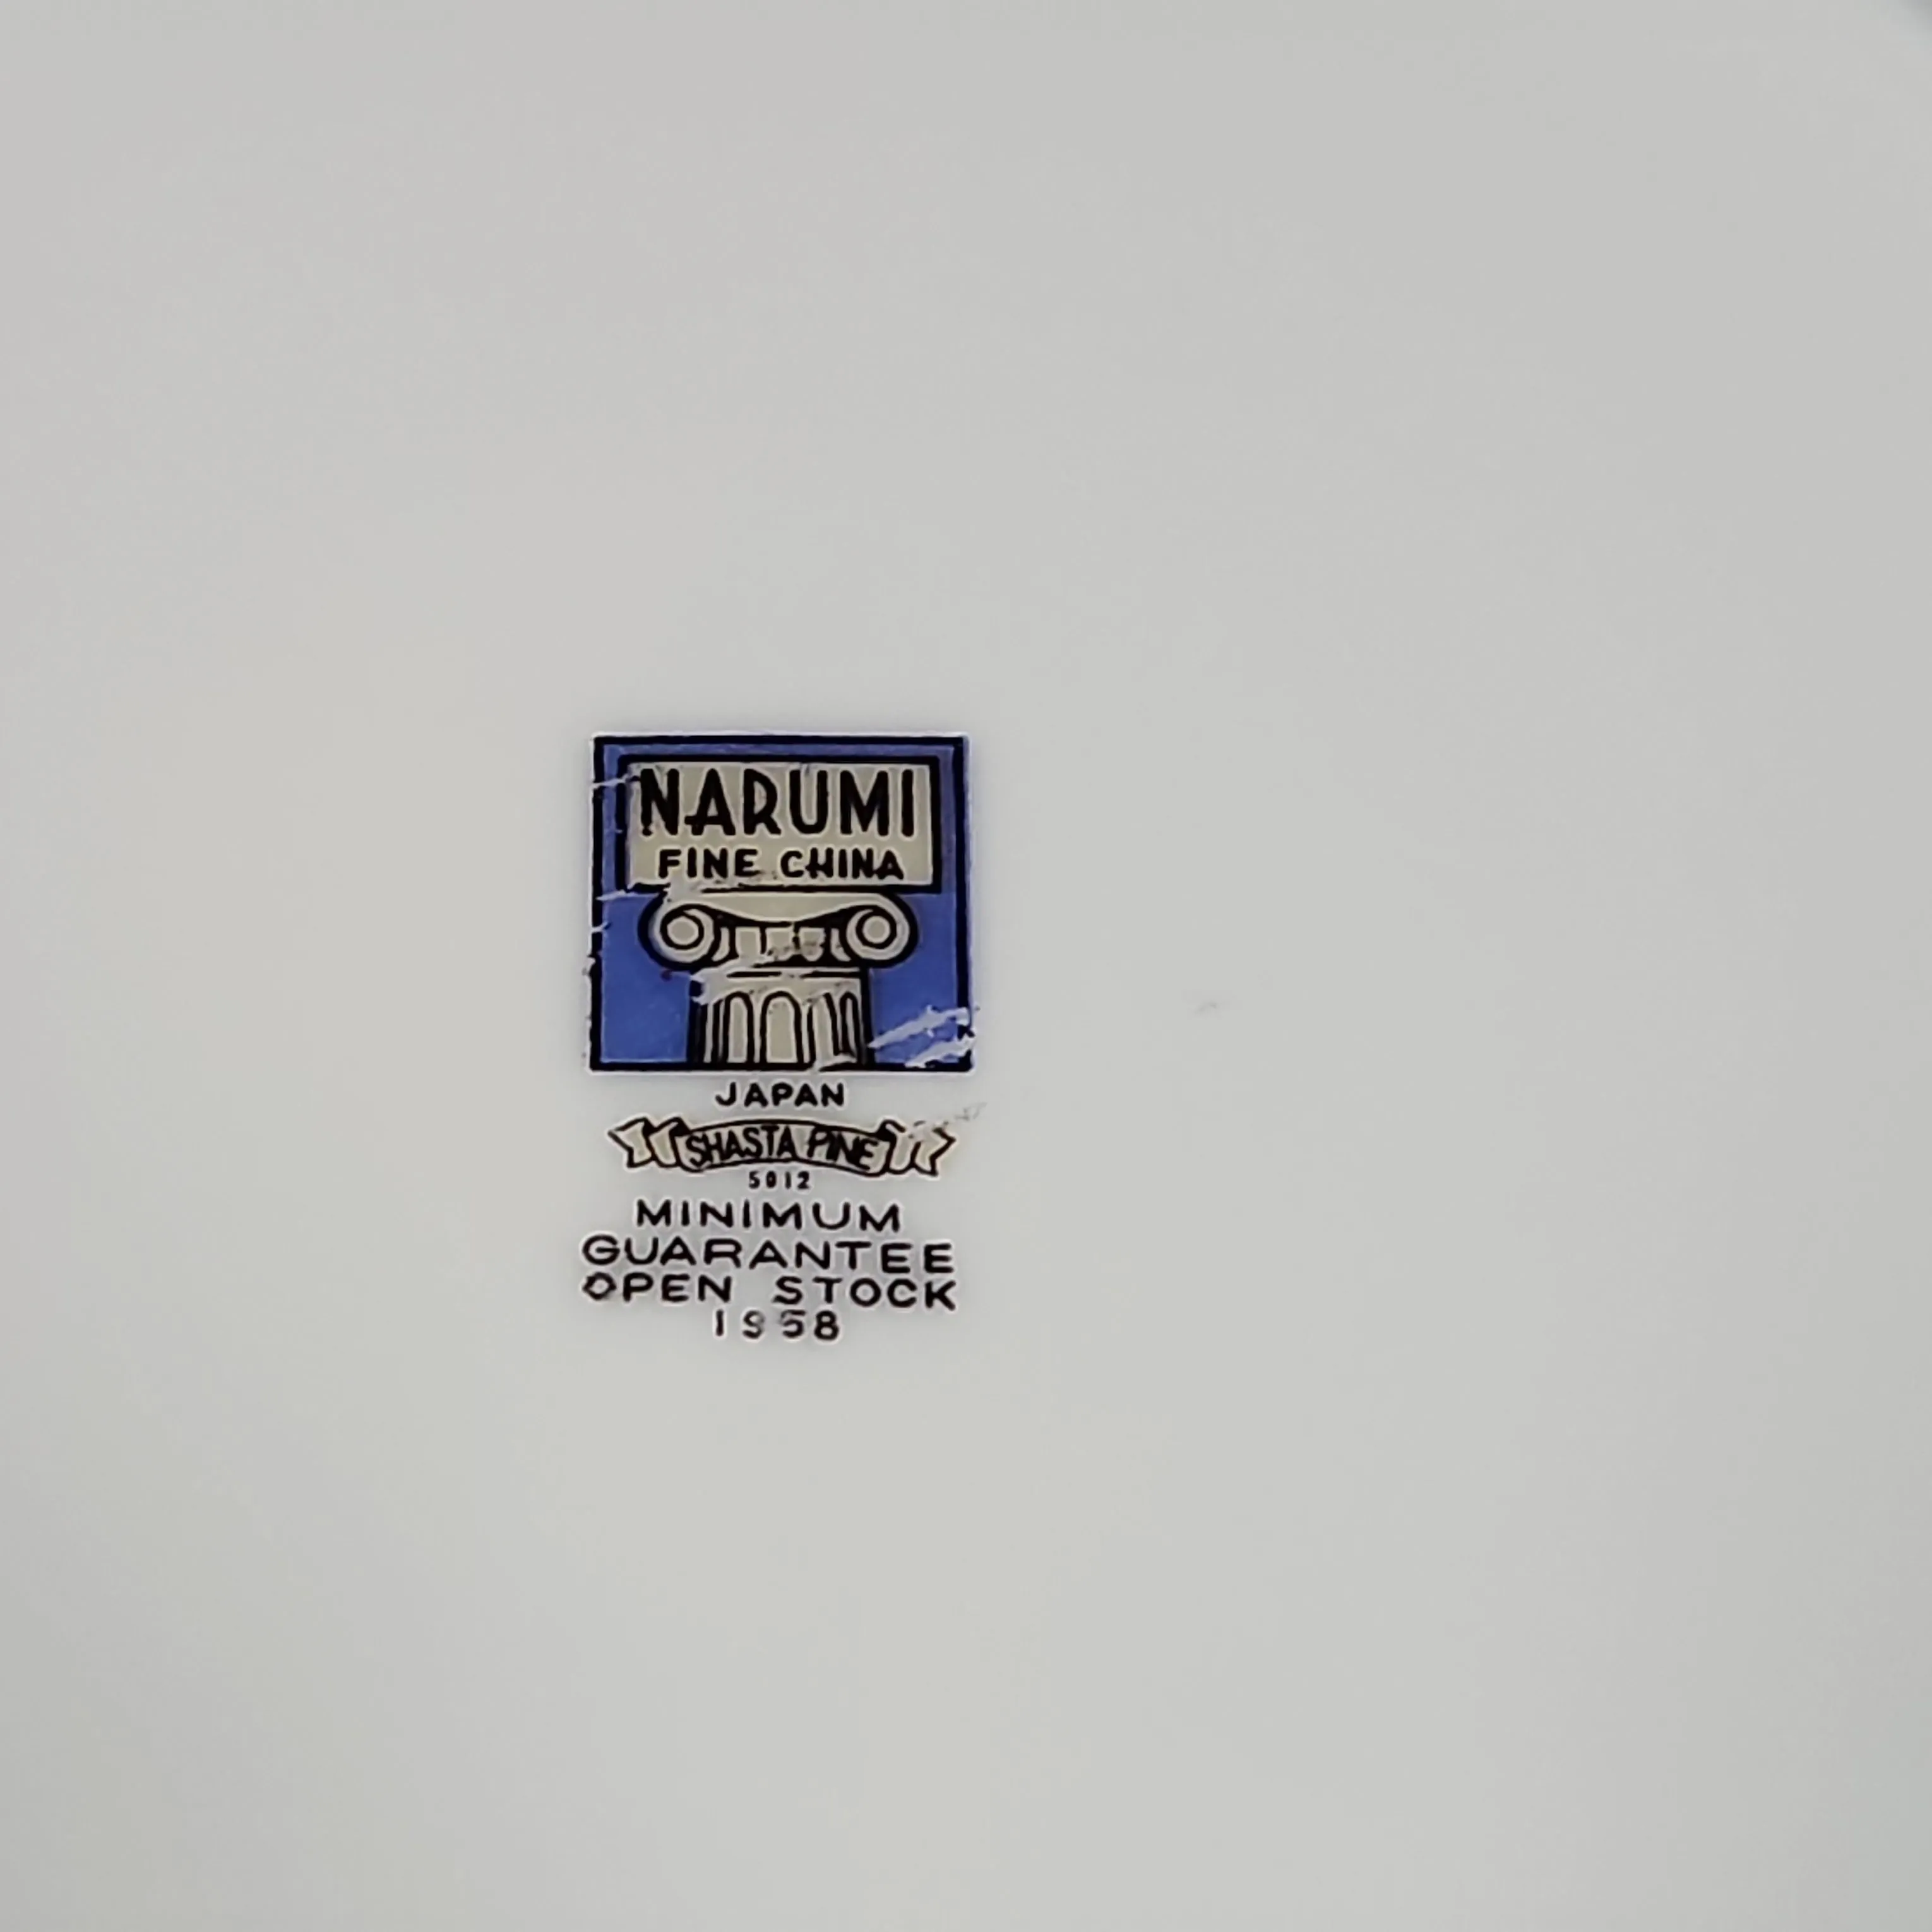 NARUMI
FINE CHINA
JAPAN
SHASTA PINE
5012
MINIMUM
GUARANTEE
OPEN STOCK
1958